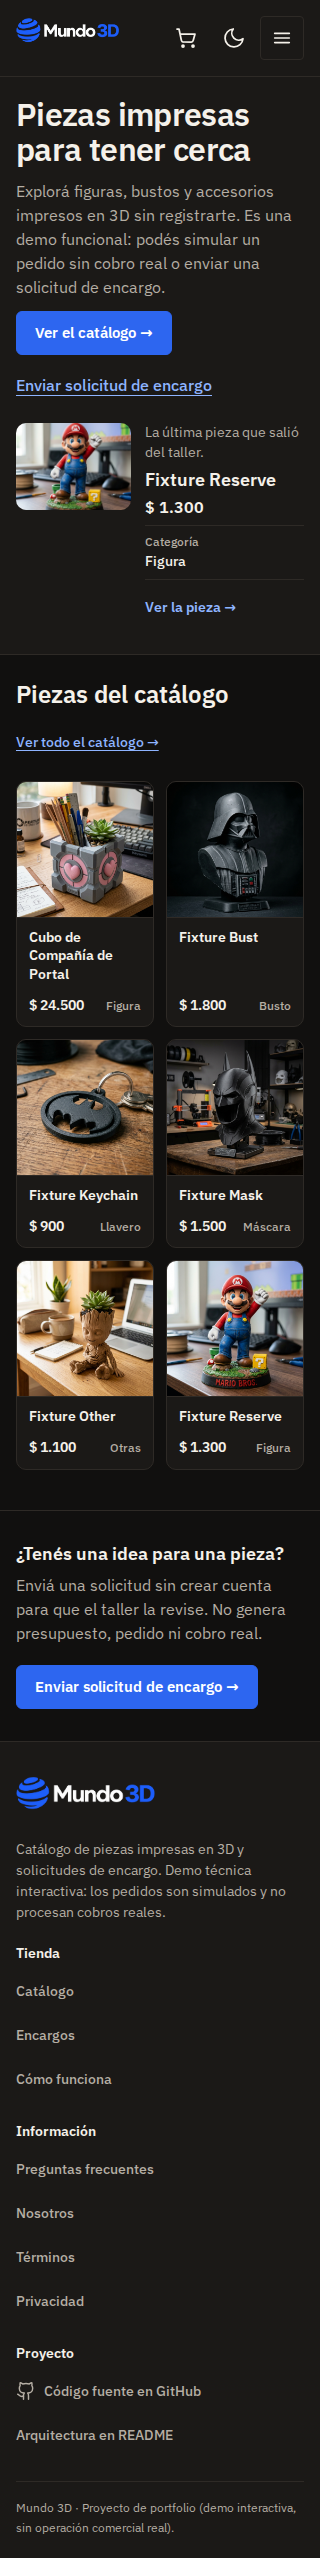 Mundo 3D
Piezas impresas
para tener cerca
Explorá figuras, bustos y accesorios
impresos en 3D sin registrarte. Es una
demo funcional: podés simular un
pedido sin cobro real o enviar una
solicitud de encargo.
Ver el catálogo →
Enviar solicitud de encargo
La última pieza que salió
del taller.
Fixture Reserve
$ 1.300
Categoría
Figura
Ver la pieza →
Piezas del catálogo
Ver todo el catálogo →
Cubo de
Compañía de
Portal
$ 24.500 Figura
Fixture Bust
$ 1.800 Busto
Fixture Keychain
$ 900 Llavero
Fixture Mask
$ 1.500 Máscara
Fixture Other
$ 1.100 Otras
MARIO BROS.
Fixture Reserve
$ 1.300 Figura
¿Tenés una idea para una pieza?
Enviá una solicitud sin crear cuenta
para que el taller la revise. No genera
presupuesto, pedido ni cobro real.
Enviar solicitud de encargo →
Mundo 3D
Catálogo de piezas impresas en 3D y
solicitudes de encargo. Demo técnica
interactiva: los pedidos son simulados y no
procesan cobros reales.
Tienda
Catálogo
Encargos
Cómo funciona
Información
Preguntas frecuentes
Nosotros
Términos
Privacidad
Proyecto
Código fuente en GitHub
Arquitectura en README
Mundo 3D · Proyecto de portfolio (demo interactiva,
sin operación comercial real).